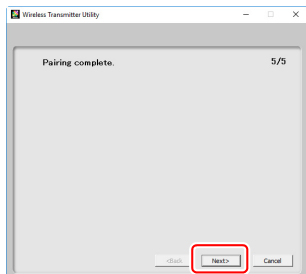 Wireless Transmitter Utility
Pairing complete. 5/5
<Back Next> Cancel